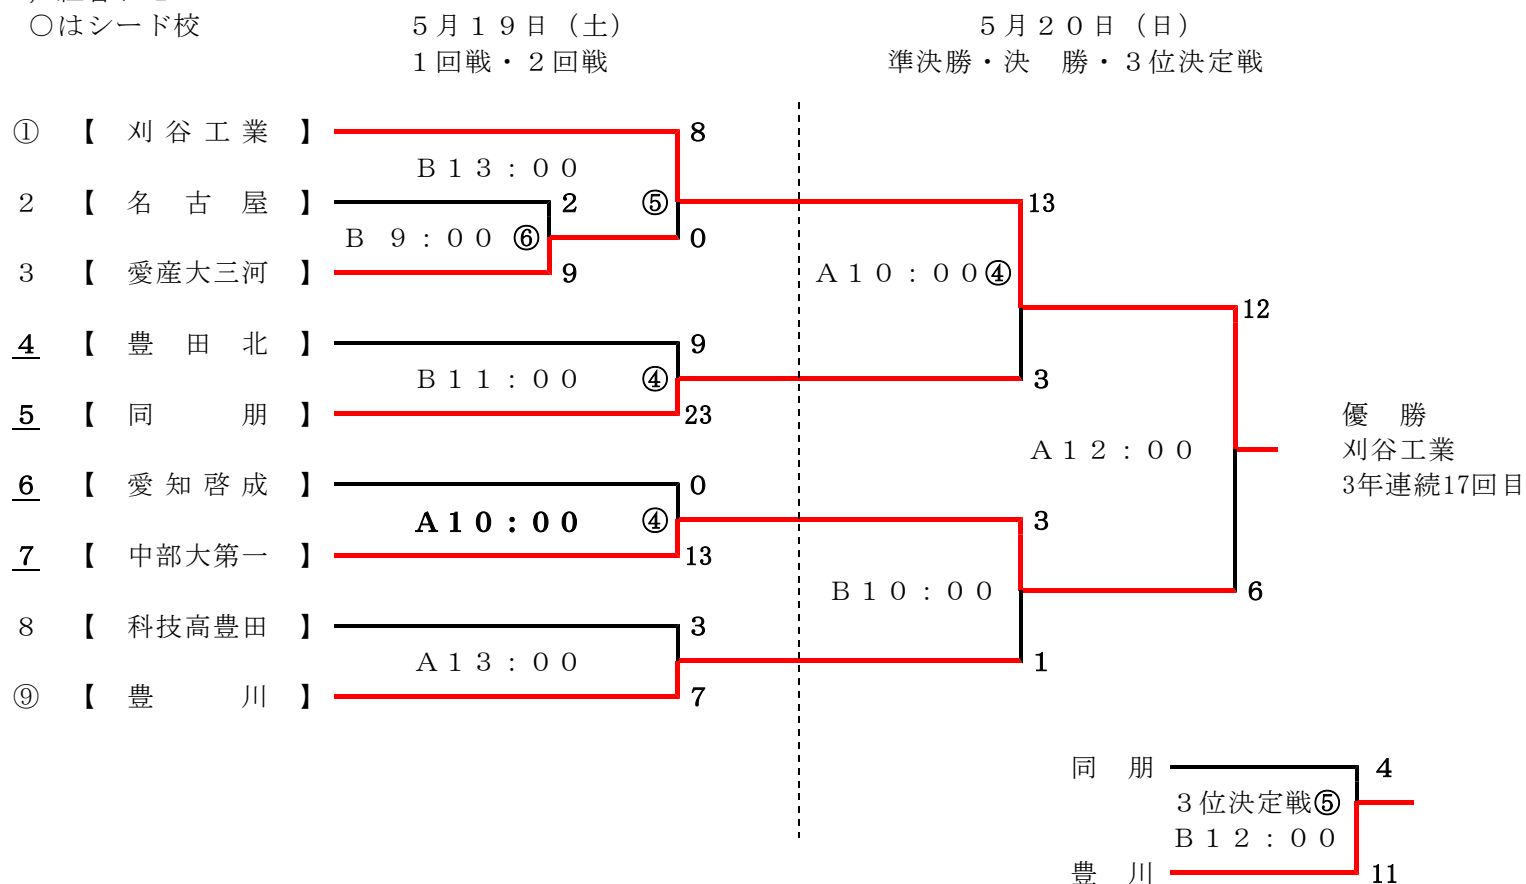 ○はシード校 5月19日（土） 5月20日（日）
1回戦・2回戦 準決勝・決　勝・3位決定戦
① 【 刈谷工業 】 8
B13：00
2 【 名古屋 】 2 ⑤ 13
B 9：00 ⑥ 0
3 【 愛産大三河 】 9 A10：00④
12
4 【 豊田北 】 9
B11：00 ④ 3
5 【 同朋 】 23 優　勝
A12：00 刈谷工業
6 【 愛知啓成 】 0 3年連続17回目
A10：00 ④ 3
7 【 中部大第一 】 13
B10：00 6
8 【 科技高豊田 】 3
A13：00 1
⑨ 【 豊川 】 7
同　朋 4
3位決定戦⑤
B12：00
豊　川 11